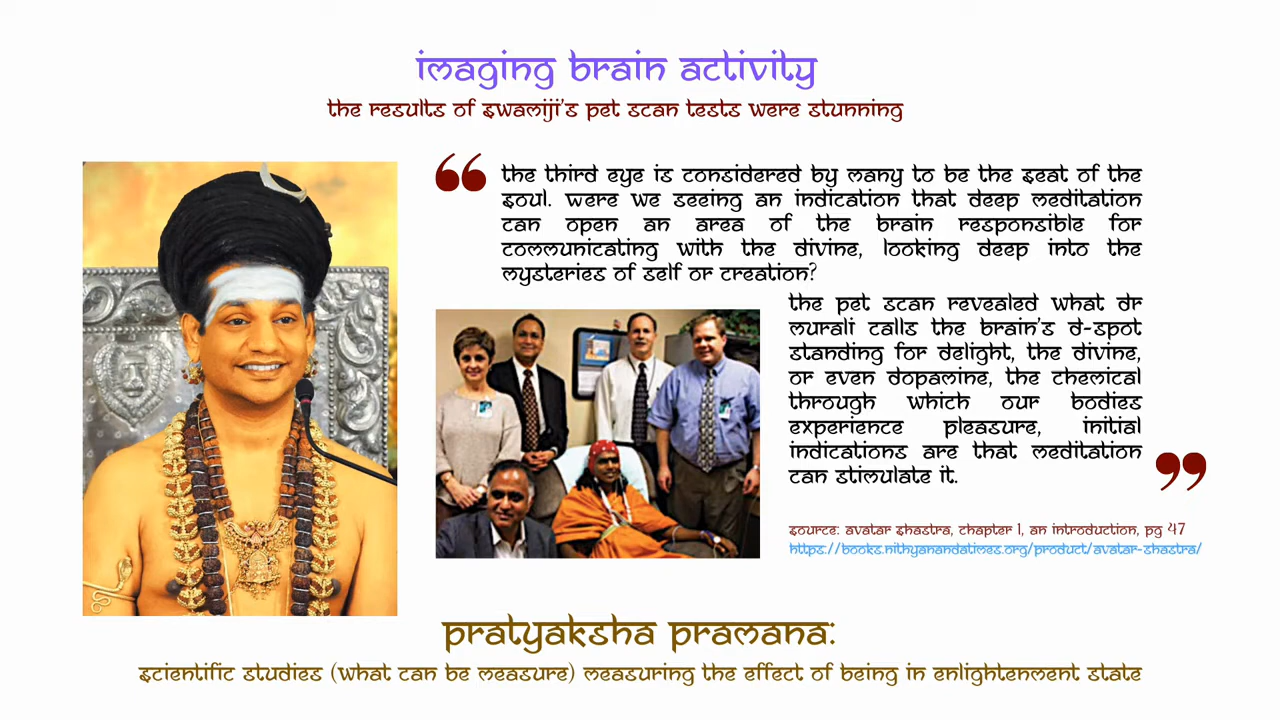 imaging brain activity
the results of swamiji's pet scan tests were stunning
“ the third eye is considered by many to be the seat of the
soul. were we seeing an indication that deep meditation
can open an area of the brain responsible for
communicating with the divine, looking deep into the
mysteries of self or creation?
the pet scan revealed what dr
murali calls the brain's d-spot
standing for delight, the divine,
or even dopamine, the chemical
through which our bodies
experience pleasure, initial
indications are that meditation
can stimulate it. ”
source: avatar shastra, chapter 1, an introduction, pg 47
https://books.nithyanandatimes.org/product/avatar-shastra/
pratyaksha pramana:
scientific studies (what can be measure) measuring the effect of being in enlightenment state